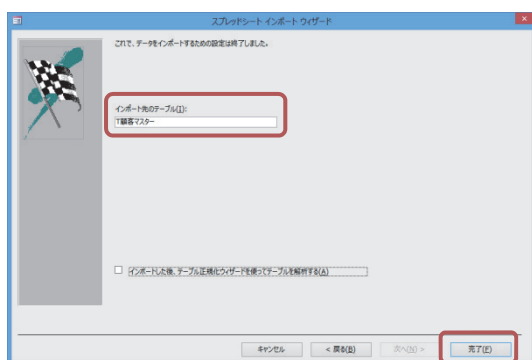 スプレッドシート インポート ウィザード
これで、データをインポートするための設定は終了しました。
インポート先のテーブル(I):
T顧客マスター
インポートした後、テーブル正規化ウィザードを使ってテーブルを解析する(A)
キャンセル
< 戻る(B)
次へ(N) >
完了(F)